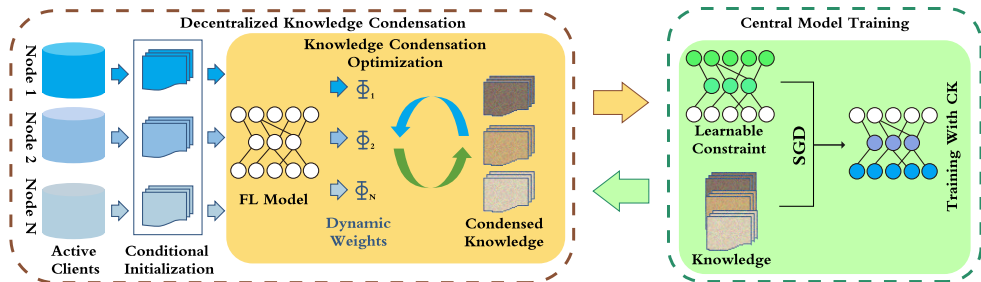 Decentralized Knowledge Condensation
Node 1
Node 2
Node N
Active
Clients
Conditional
Initialization
Knowledge Condensation
Optimization
FL Model
Φ1
Φ2
ΦN
Dynamic
Weights
Condensed
Knowledge
Central Model Training
Learnable
Constraint
Knowledge
SGD
Training With CK